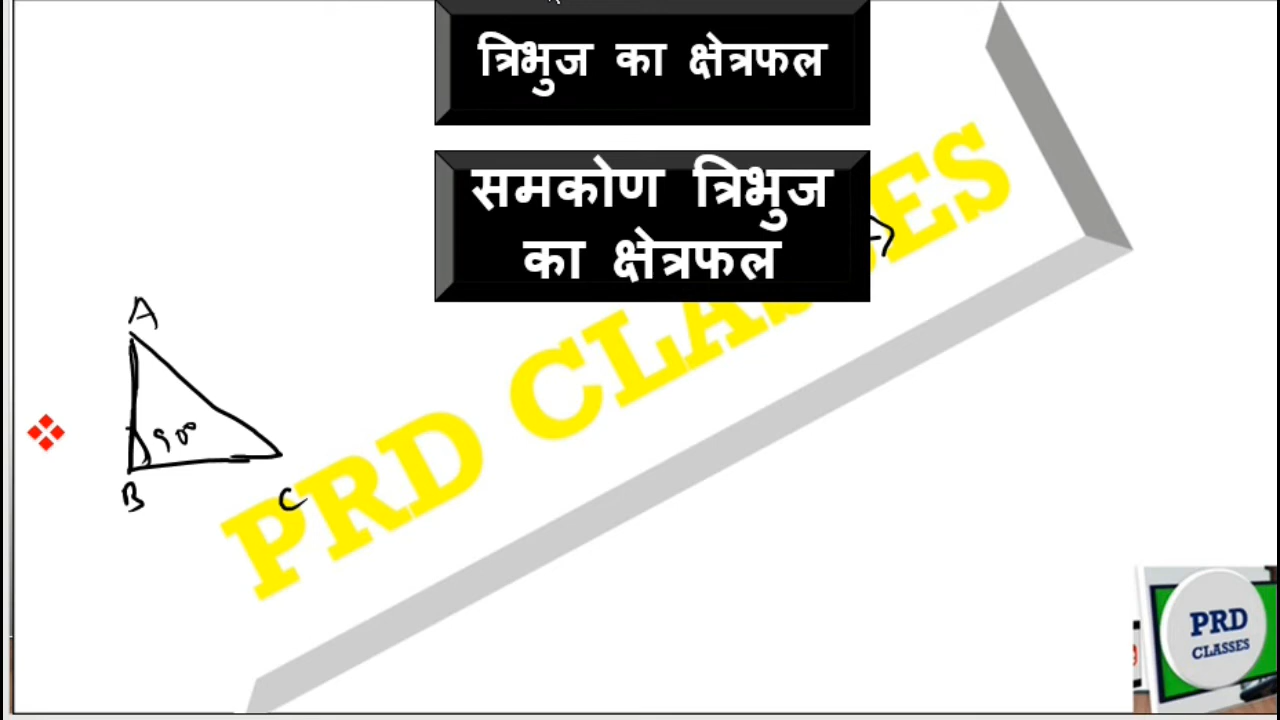 त्रिभुज का क्षेत्रफल
समकोण त्रिभुज
का क्षेत्रफल
A
90°
B
C
PRD CLASSES
PRD
CLASSES